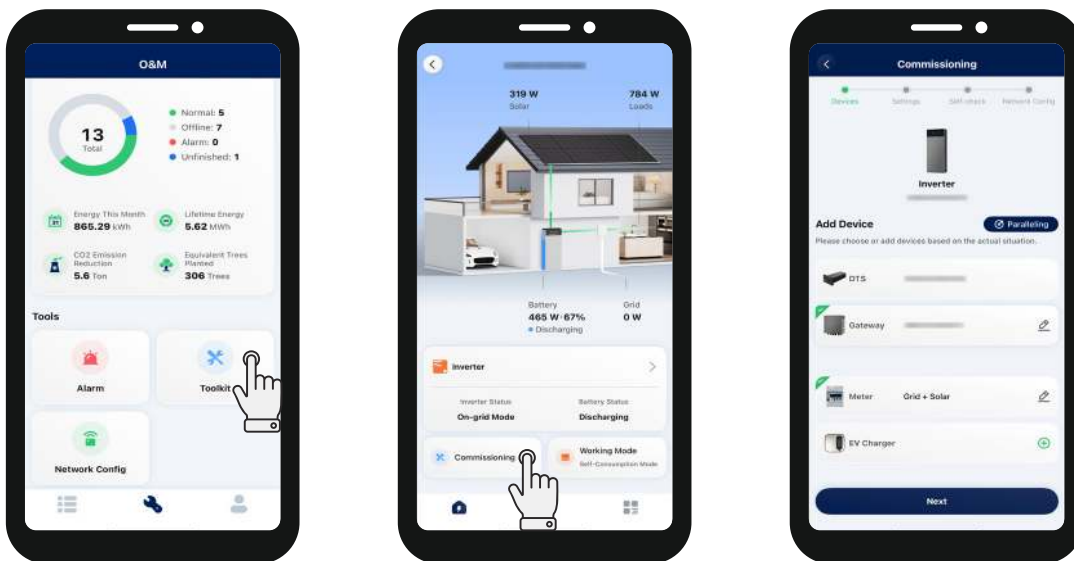 O&M
13
Total
Normal: 5
Offline: 7
Alarm: 0
Unfinished: 1
Energy This Month
865.29 kWh
Lifetime Energy
5.62 MWh
CO2 Emission
Reduction
5.6 Ton
Equivalent Trees
Planted
306 Trees
Tools
Alarm
Toolkit
Network Config
319 W
Solar
784 W
Loads
Battery
465 W·67%
Discharging
Grid
0 W
Inverter
Inverter Status
On-grid Mode
Battery Status
Discharging
Commissioning
Working Mode
Self-Consumption Mode
Commissioning
Devices
Settings
Self-check
Network Config
Inverter
Add Device
Paralleling
Please choose or add devices based on the actual situation.
DTS
Gateway
Meter
Grid + Solar
EV Charger
Next